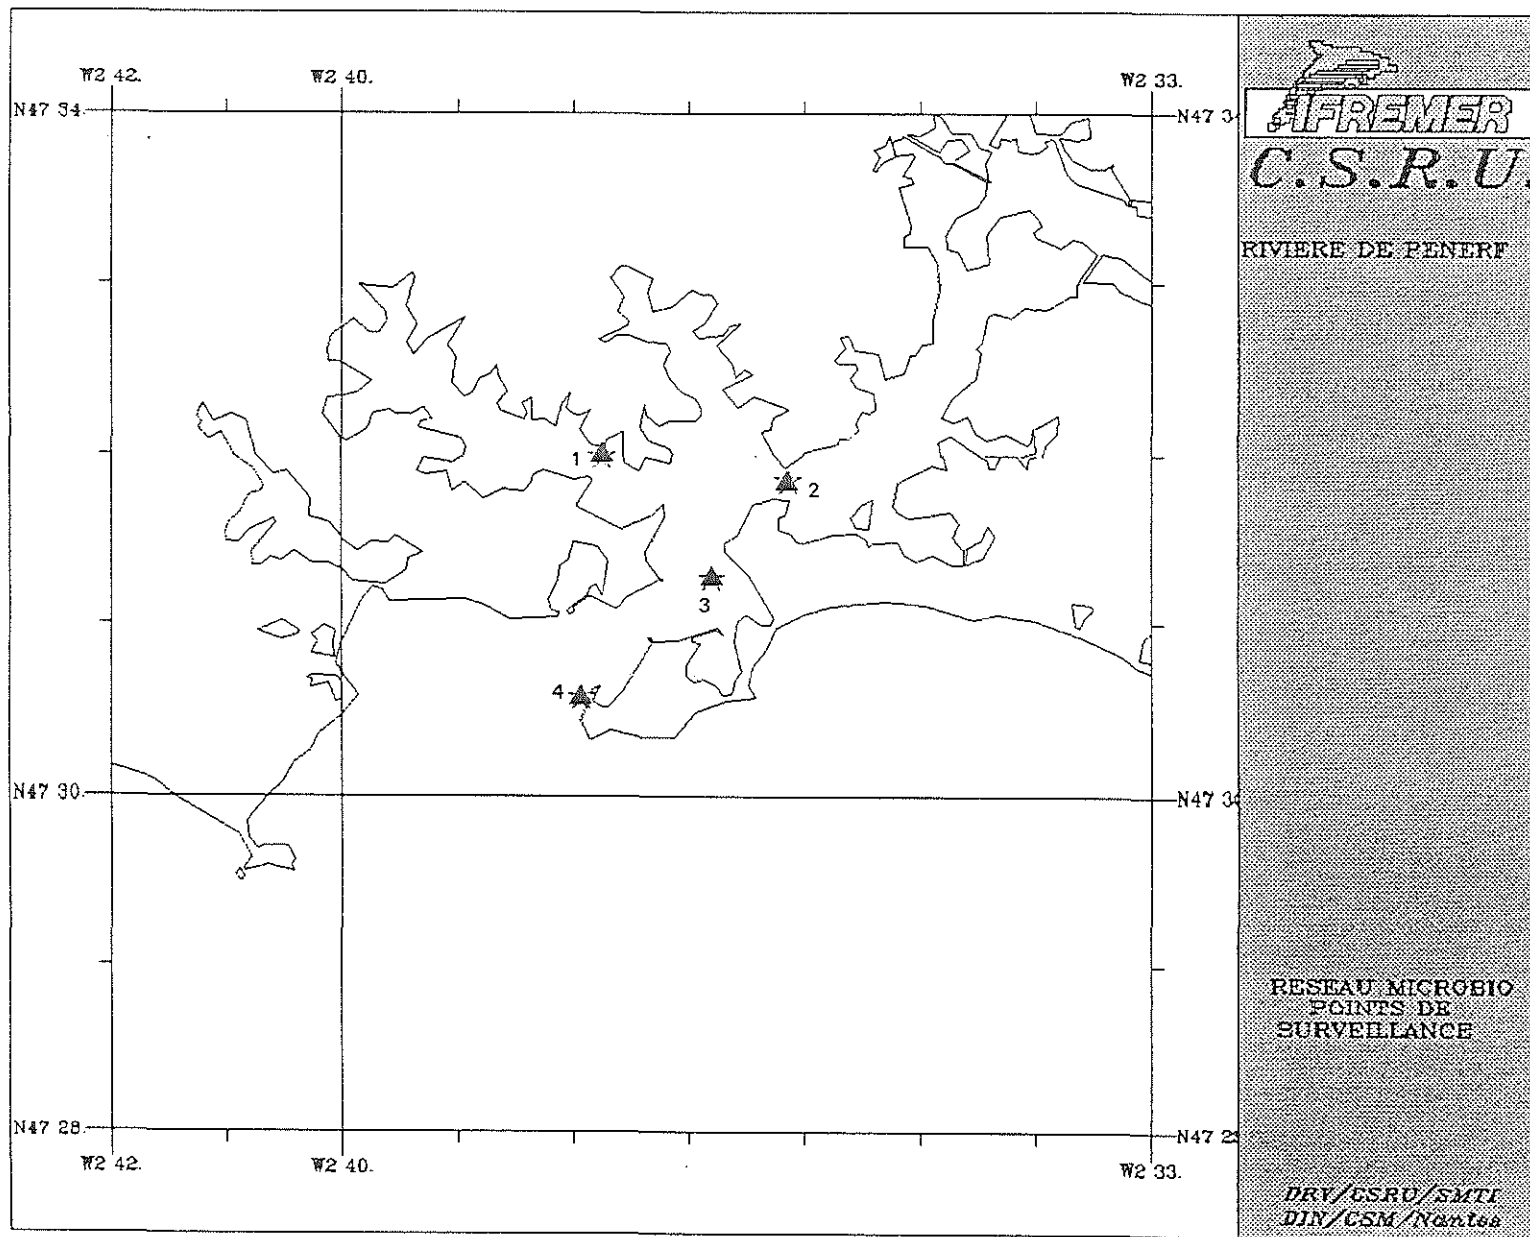 W2 42.
W2 40.
W2 33.
N47 34.
N47 3
IFREMER
C.S.R.U.
RIVIERE DE PENERF
1
2
3
4
N47 30.
N47 3
RESEAU MICROBIO
POINTS DE
SURVEILLANCE
N47 28.
N47 2
W2 42.
W2 40.
W2 33.
DRV/CSRU/SMTI
DIN/CSM/Nantes